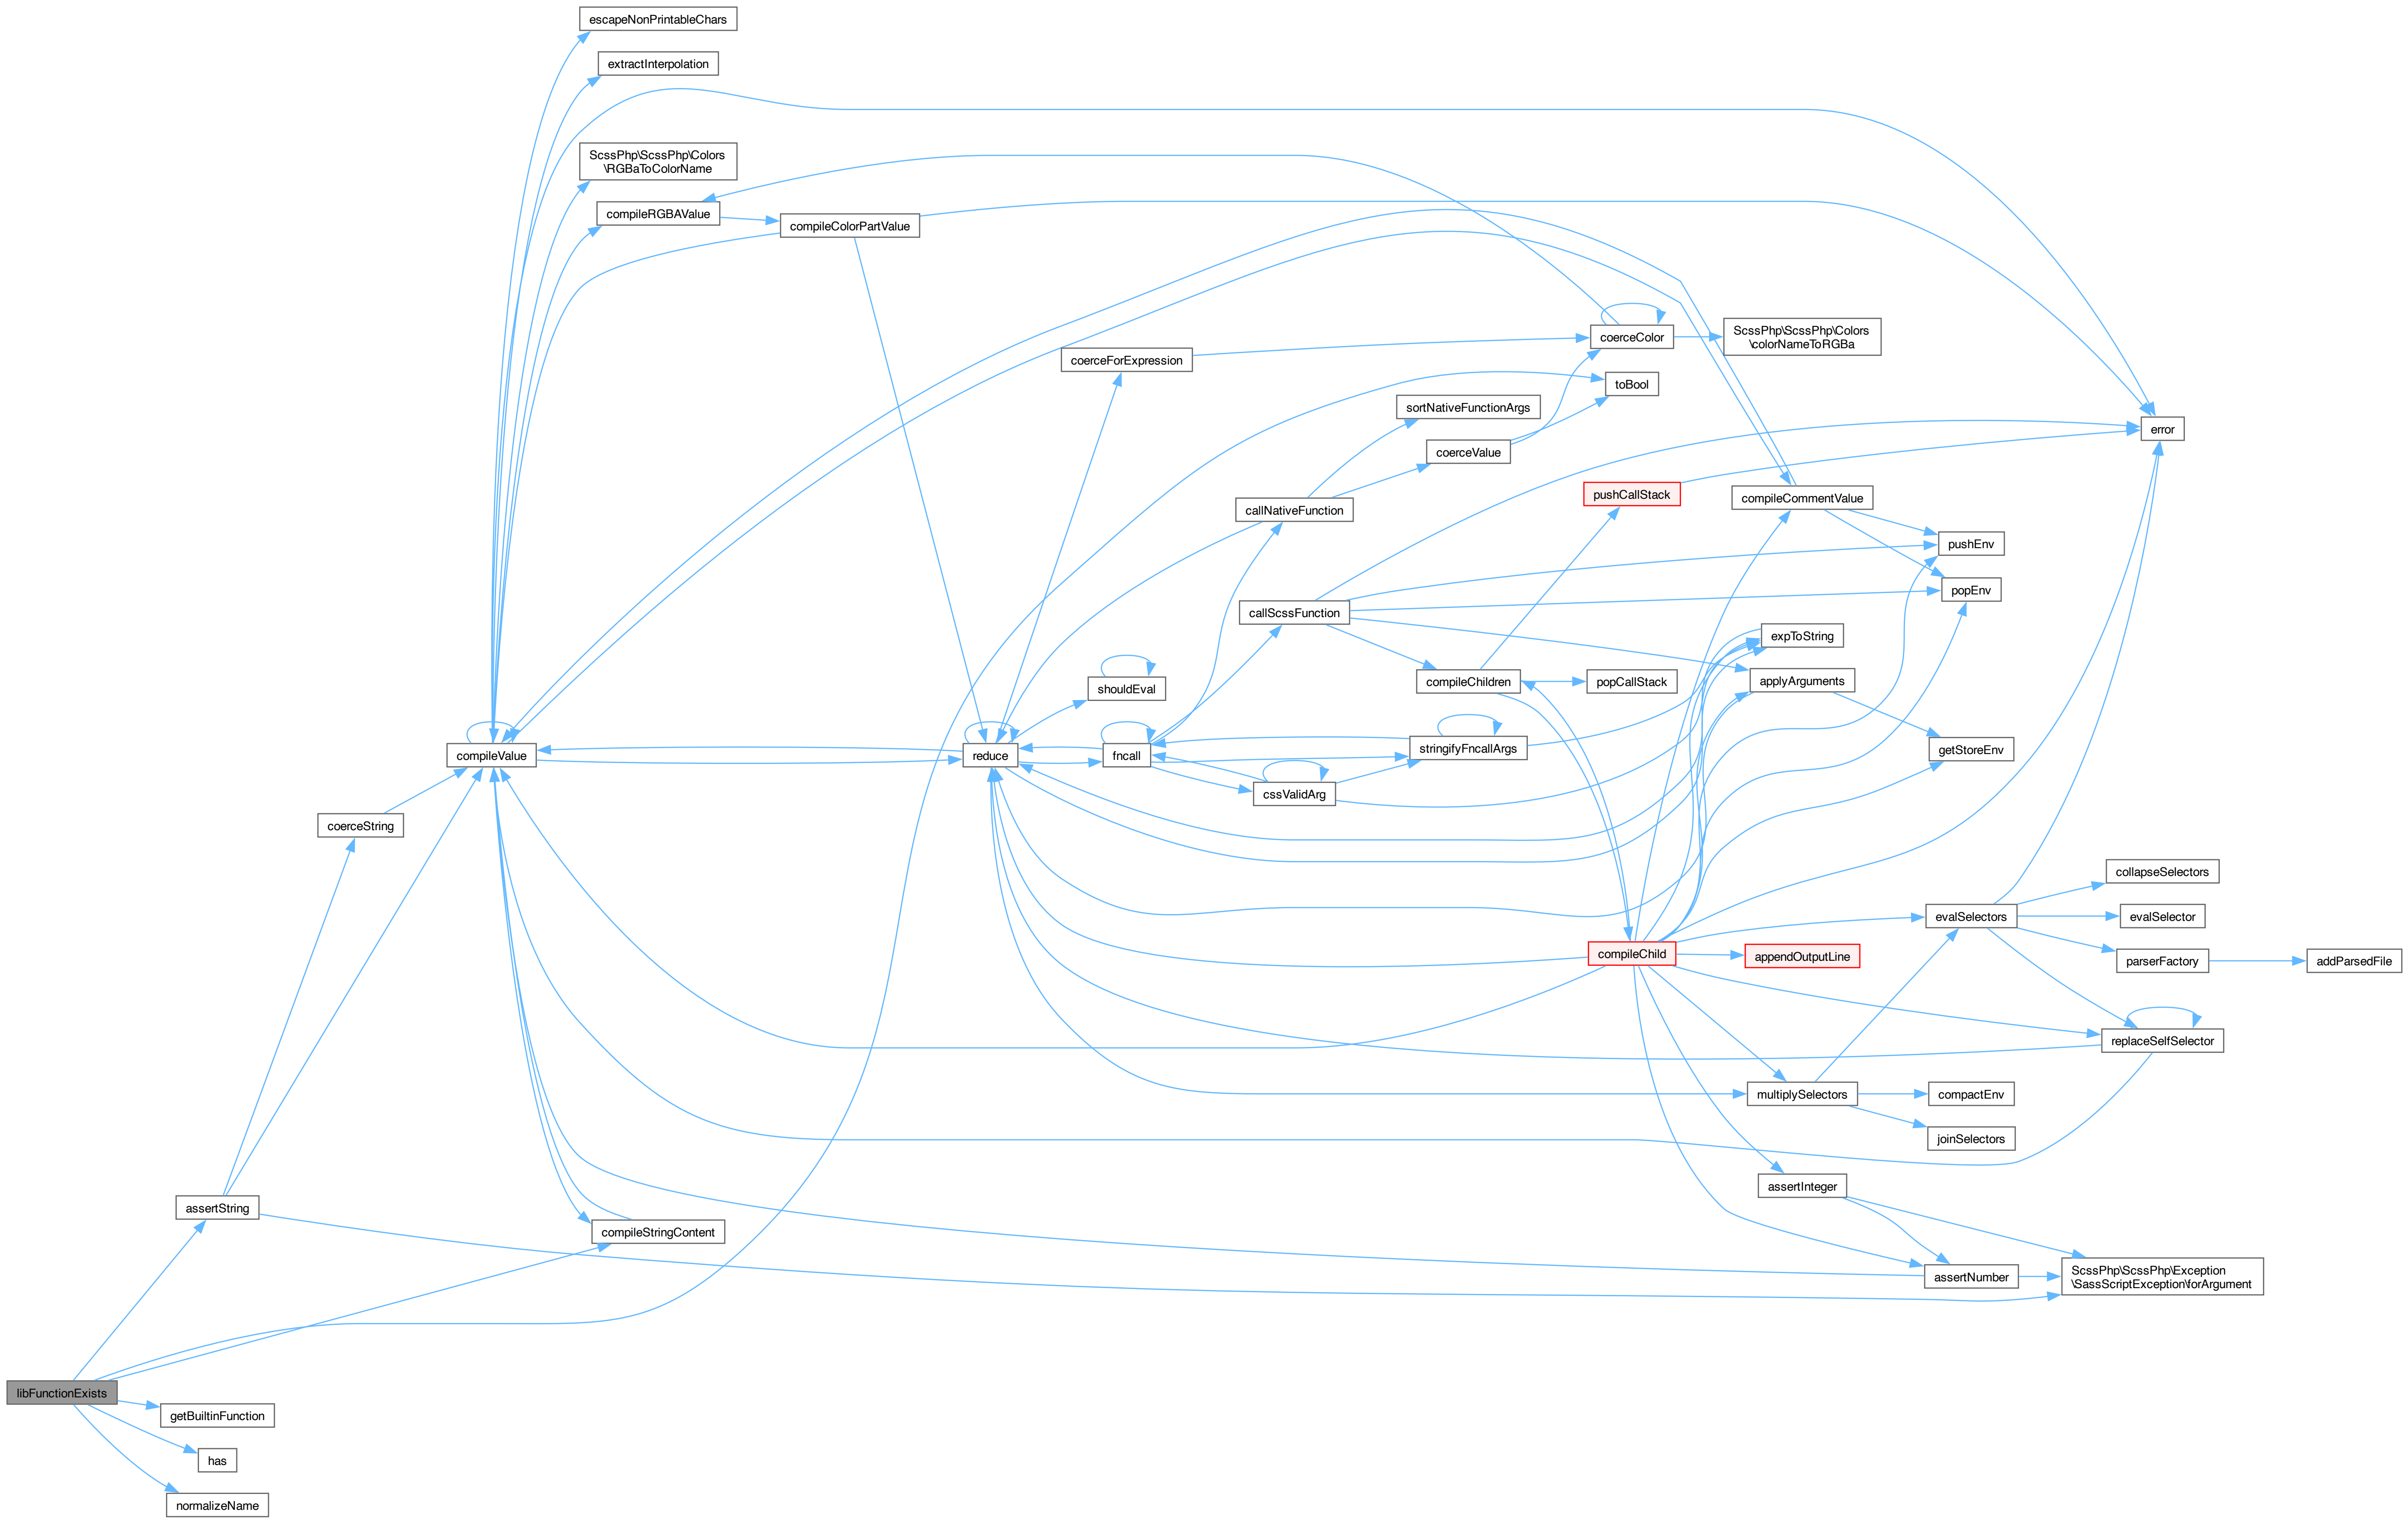 escapeNonPrintableChars
extractInterpolation
ScssPhp\ScssPhp\Colors
\RGBaToColorName
compileRGBAValue
compileColorPartValue
coerceColor
ScssPhp\ScssPhp\Colors
\colorNameToRGBa
coerceForExpression
toBool
sortNativeFunctionArgs
error
coerceValue
pushCallStack
compileCommentValue
callNativeFunction
pushEnv
popEnv
callScssFunction
expToString
compileChildren
popCallStack
applyArguments
shouldEval
stringifyFncallArgs
getStoreEnv
compileValue
reduce
fncall
cssValidArg
coerceString
collapseSelectors
evalSelectors
evalSelector
compileChild
appendOutputLine
parserFactory
addParsedFile
replaceSelfSelector
multiplySelectors
compactEnv
joinSelectors
assertInteger
assertString
compileStringContent
assertNumber
ScssPhp\ScssPhp\Exception
\SassScriptException\forArgument
libFunctionExists
getBuiltinFunction
has
normalizeName